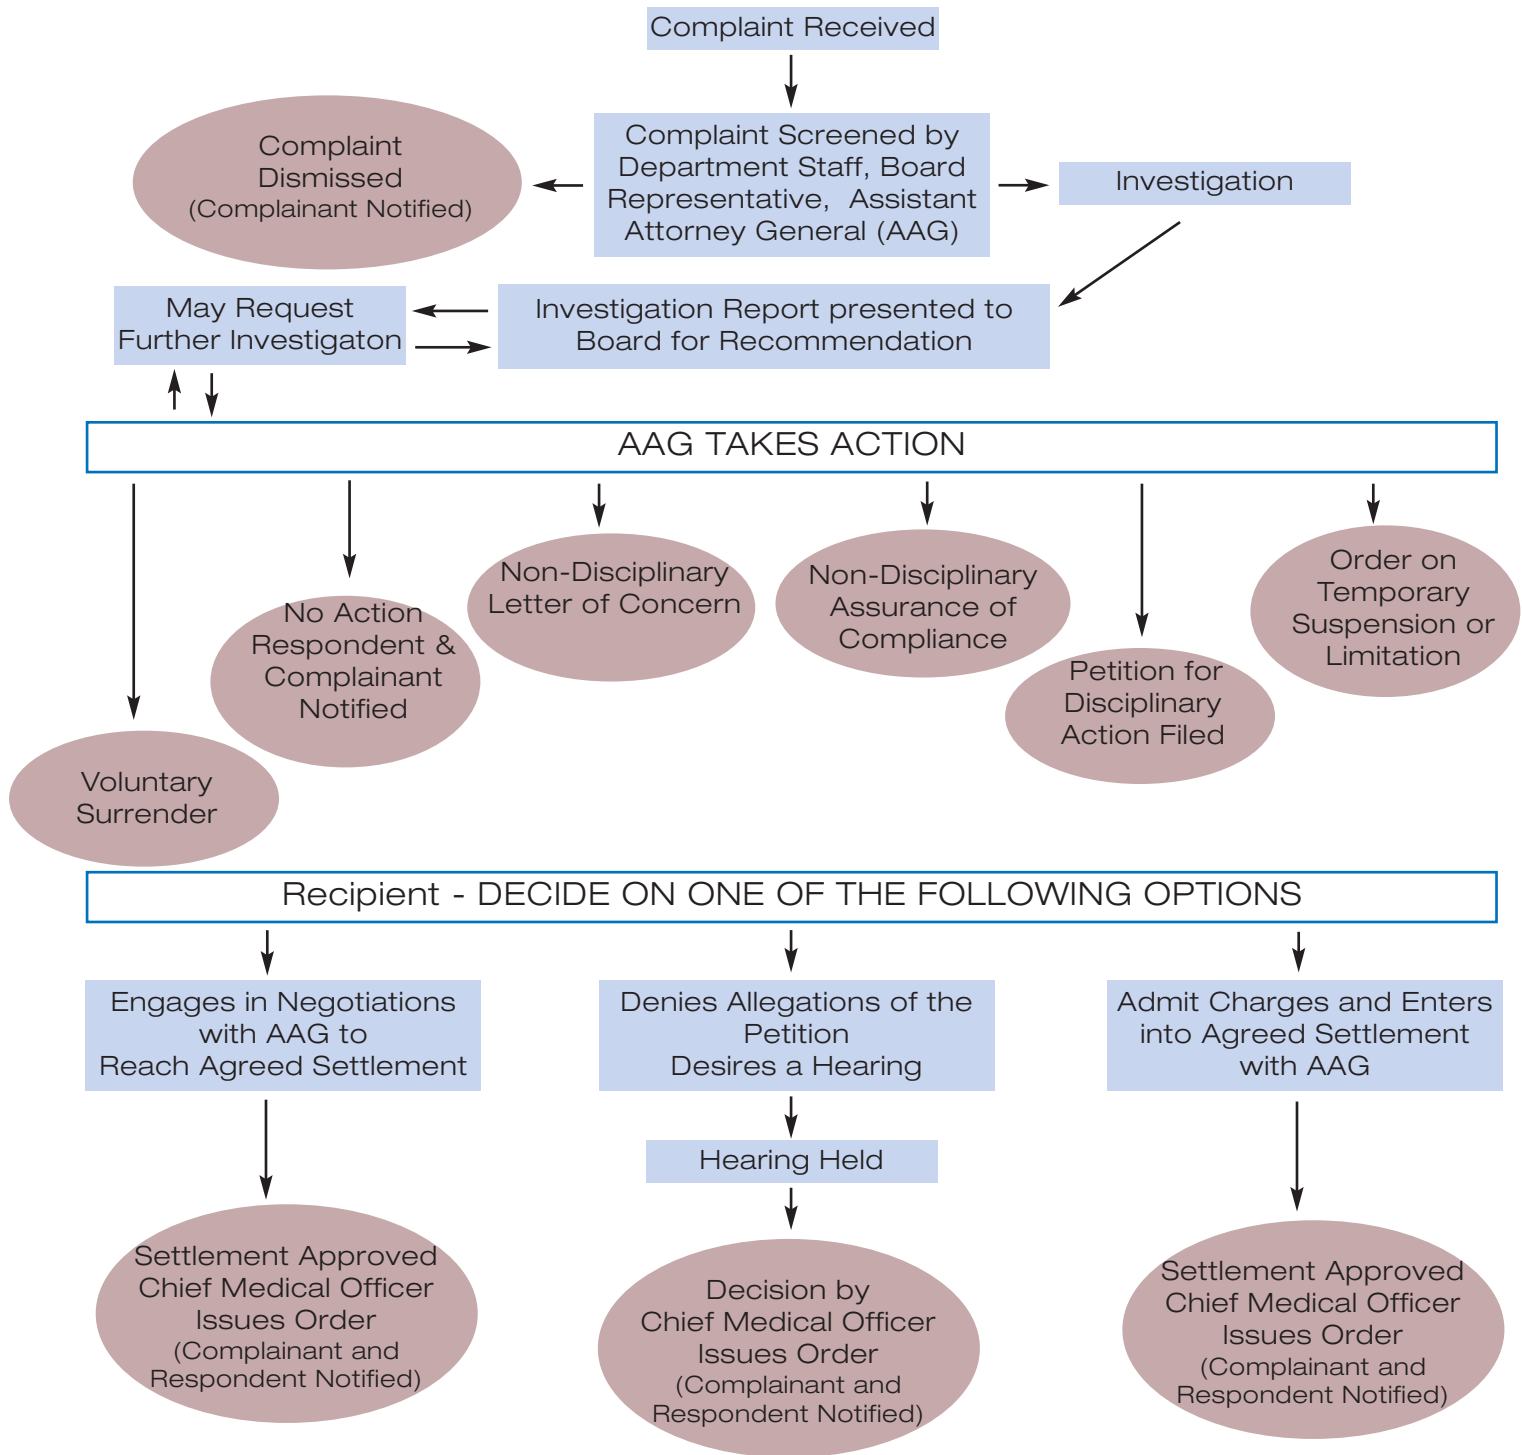 Complaint Received
Complaint
Dismissed
(Complainant Notified)
Complaint Screened by
Department Staff, Board
Representative, Assistant
Attorney General (AAG)
Investigation
May Request
Further Investigaton
Investigation Report presented to
Board for Recommendation
AAG TAKES ACTION
Voluntary
Surrender
No Action
Respondent &
Complainant
Notified
Non-Disciplinary
Letter of Concern
Non-Disciplinary
Assurance of
Compliance
Petition for
Disciplinary
Action Filed
Order on
Temporary
Suspension or
Limitation
Recipient - DECIDE ON ONE OF THE FOLLOWING OPTIONS
Engages in Negotiations
with AAG to
Reach Agreed Settlement
Denies Allegations of the
Petition
Desires a Hearing
Admit Charges and Enters
into Agreed Settlement
with AAG
Hearing Held
Settlement Approved
Chief Medical Officer
Issues Order
(Complainant and
Respondent Notified)
Decision by
Chief Medical Officer
Issues Order
(Complainant and
Respondent Notified)
Settlement Approved
Chief Medical Officer
Issues Order
(Complainant and
Respondent Notified)